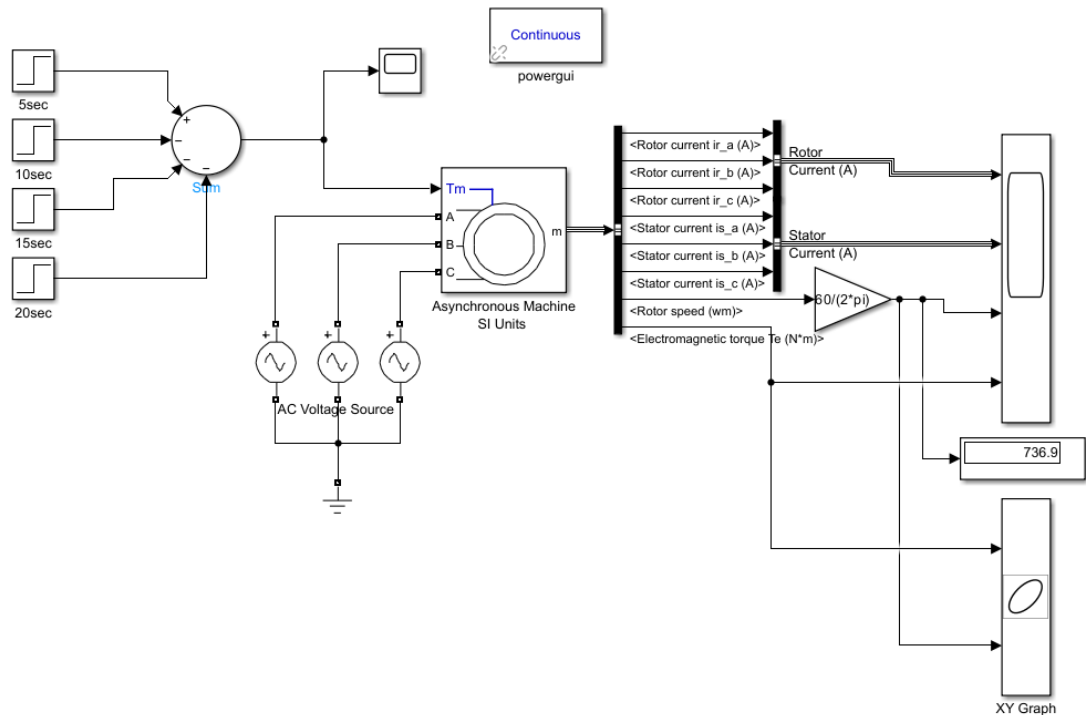 Continuous
powergui
5sec
10sec
15sec
20sec
+
−
−
−
Sum
Tm
A
B
C
m
Asynchronous Machine
SI Units
+
+
+
AC Voltage Source
<Rotor current ir_a (A)>
<Rotor current ir_b (A)>
<Rotor current ir_c (A)>
<Stator current is_a (A)>
<Stator current is_b (A)>
<Stator current is_c (A)>
<Rotor speed (wm)>
<Electromagnetic torque Te (N*m)>
Rotor
Current (A)
Stator
Current (A)
60/(2*pi)
736.9
XY Graph